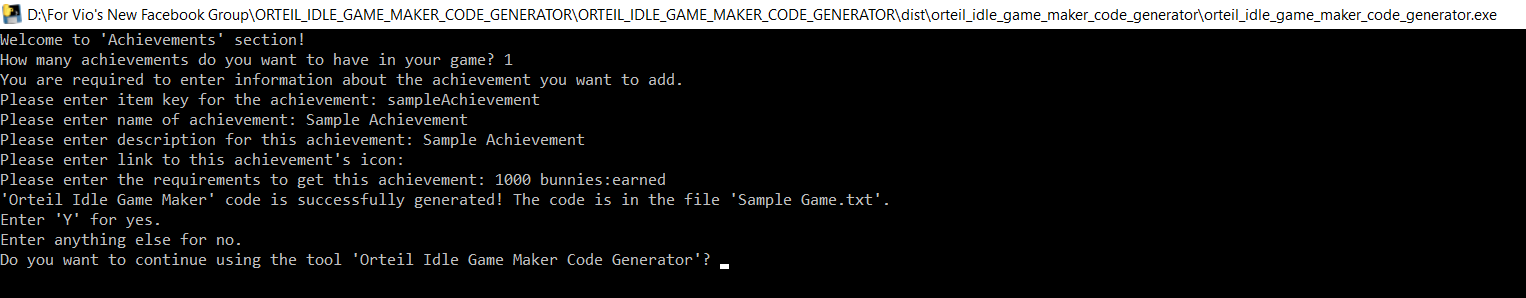 D:\For Vio's New Facebook Group\ORTEIL_IDLE_GAME_MAKER_CODE_GENERATOR\ORTEIL_IDLE_GAME_MAKER_CODE_GENERATOR\dist\orteil_idle_game_maker_code_generator\orteil_idle_game_maker_code_generator.exe
Welcome to 'Achievements' section!
How many achievements do you want to have in your game? 1
You are required to enter information about the achievement you want to add.
Please enter item key for the achievement: sampleAchievement
Please enter name of achievement: Sample Achievement
Please enter description for this achievement: Sample Achievement
Please enter link to this achievement's icon:
Please enter the requirements to get this achievement: 1000 bunnies:earned
'Orteil Idle Game Maker' code is successfully generated! The code is in the file 'Sample Game.txt'.
Enter 'Y' for yes.
Enter anything else for no.
Do you want to continue using the tool 'Orteil Idle Game Maker Code Generator'?